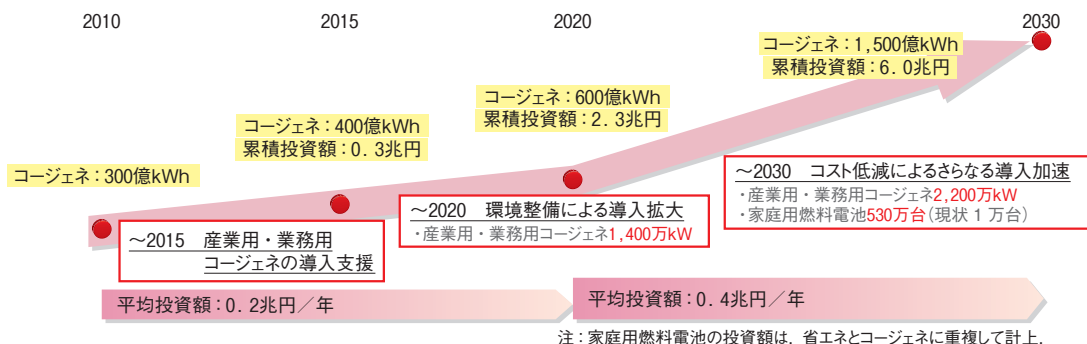 2010
2015
2020
2030
コージェネ：1,500億kWh
累積投資額：6．0兆円
コージェネ：600億kWh
累積投資額：2．3兆円
コージェネ：400億kWh
累積投資額：0．3兆円
コージェネ：300億kWh
～2015　産業用・業務用
コージェネの導入支援
～2020　環境整備による導入拡大
・産業用・業務用コージェネ1,400万kW
～2030　コスト低減によるさらなる導入加速
・産業用・業務用コージェネ2,200万kW
・家庭用燃料電池530万台（現状１万台）
平均投資額：0．2兆円／年
平均投資額：0．4兆円／年
注：家庭用燃料電池の投資額は，省エネとコージェネに重複して計上．